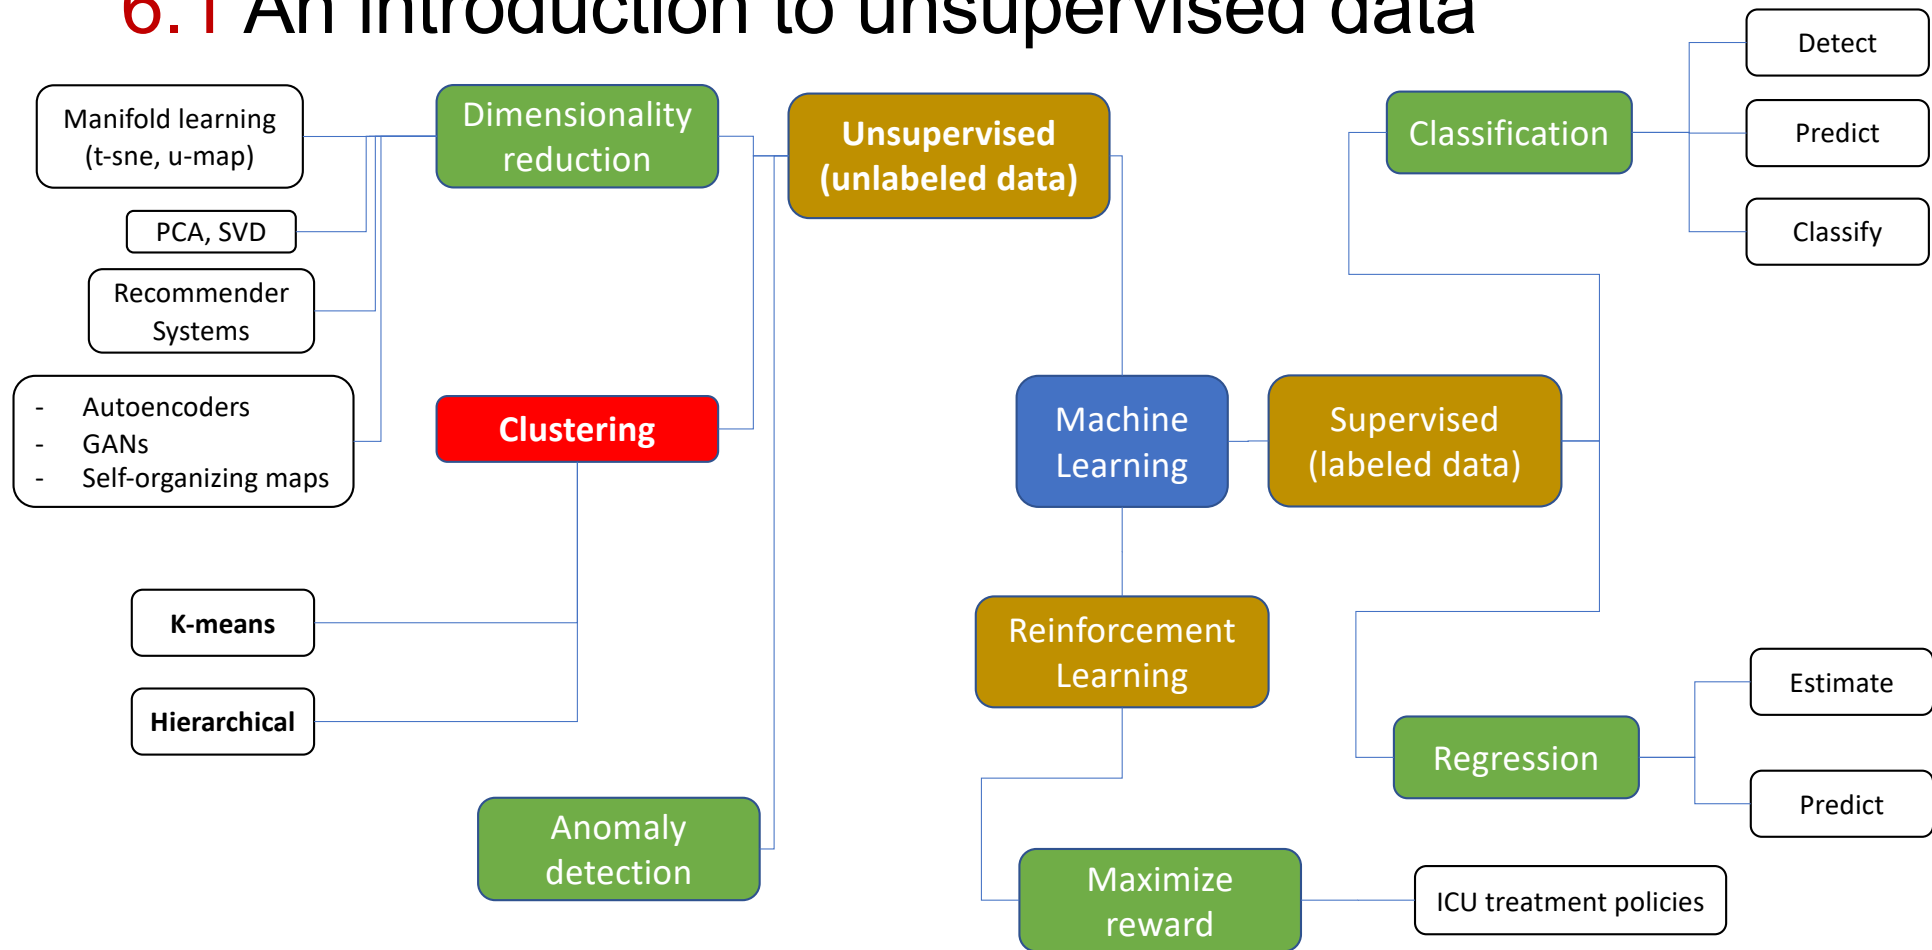 6.1 An introduction to unsupervised data
Detect
Manifold learning
(t-sne, u-map)
Dimensionality
reduction
Unsupervised
(unlabeled data)
Classification
Predict
PCA, SVD
Classify
Recommender
Systems
- Autoencoders
- GANs
- Self-organizing maps
Clustering
Machine
Learning
Supervised
(labeled data)
K-means
Reinforcement
Learning
Hierarchical
Estimate
Regression
Predict
Anomaly
detection
Maximize
reward
ICU treatment policies